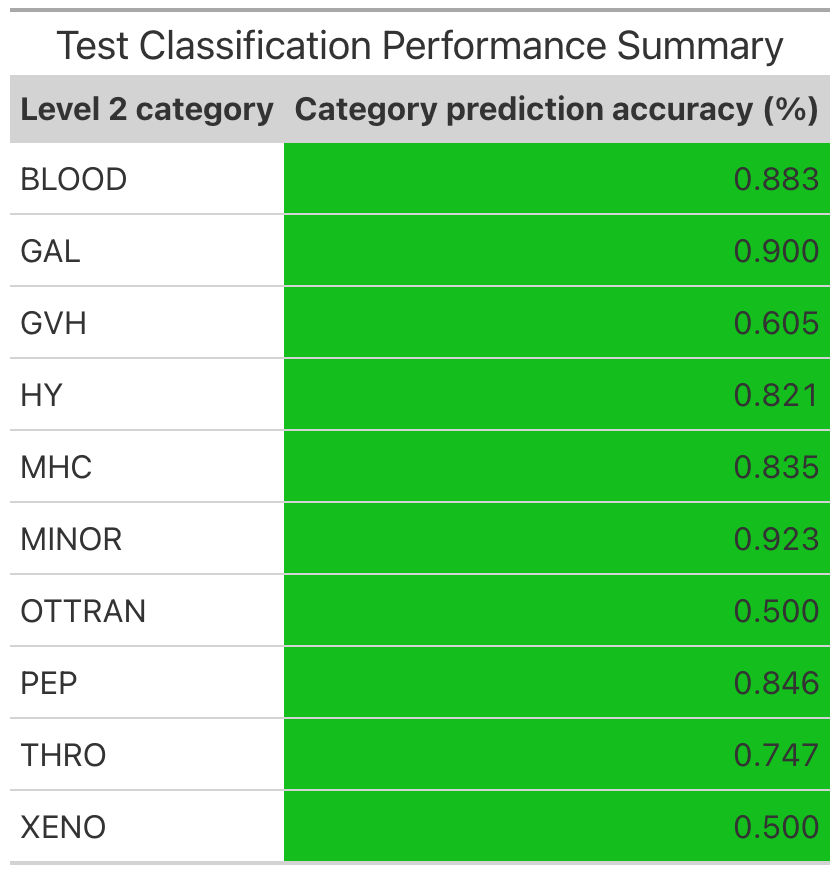 Test Classification Performance Summary
Level 2 category Category prediction accuracy (%)
BLOOD 0.883
GAL 0.900
GVH 0.605
HY 0.821
MHC 0.835
MINOR 0.923
OTTRAN 0.500
PEP 0.846
THRO 0.747
XENO 0.500